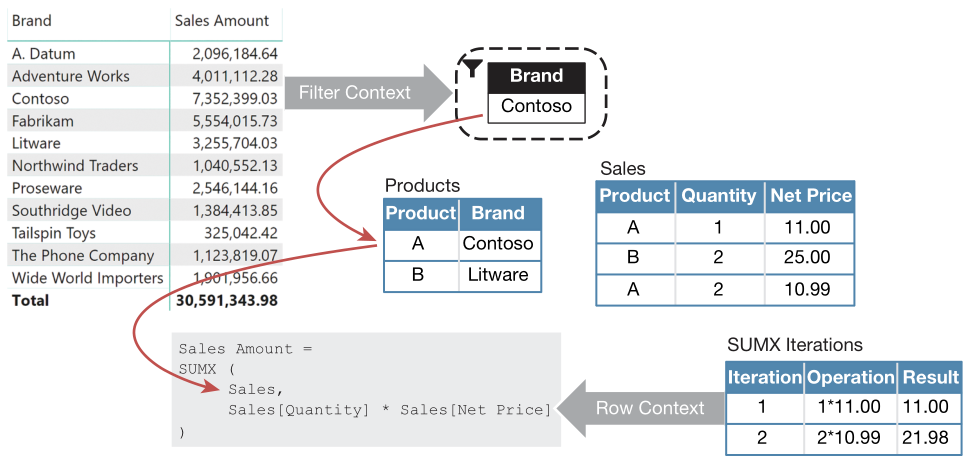 Brand Sales Amount
A. Datum 2,096,184.64
Adventure Works 4,011,112.28
Contoso 7,352,399.03
Fabrikam 5,554,015.73
Litware 3,255,704.03
Northwind Traders 1,040,552.13
Proseware 2,546,144.16
Southridge Video 1,384,413.85
Tailspin Toys 325,042.42
The Phone Company 1,123,819.07
Wide World Importers 1,901,956.66
Total 30,591,343.98
Filter Context
Brand
Contoso
Products
Product Brand
A Contoso
B Litware
Sales
Product Quantity Net Price
A 1 11.00
B 2 25.00
A 2 10.99
Sales Amount =
SUMX (
Sales,
Sales[Quantity] * Sales[Net Price]
)
Row Context
SUMX Iterations
Iteration Operation Result
1 1*11.00 11.00
2 2*10.99 21.98